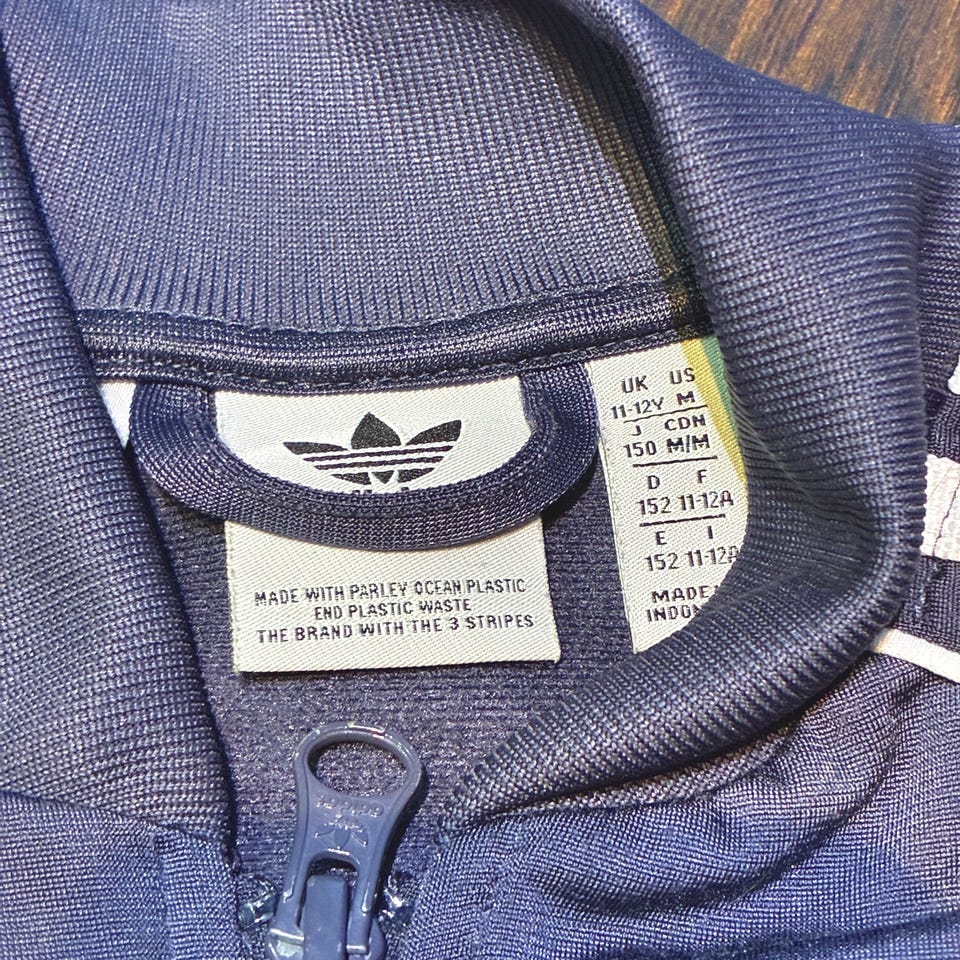 MADE WITH PARLEY OCEAN PLASTIC
END PLASTIC WASTE
THE BRAND WITH THE 3 STRIPES
UK US
11-12Y M
J CDN
150 M/M
D F
152 11-12A
E I
152 11-12A
MADE